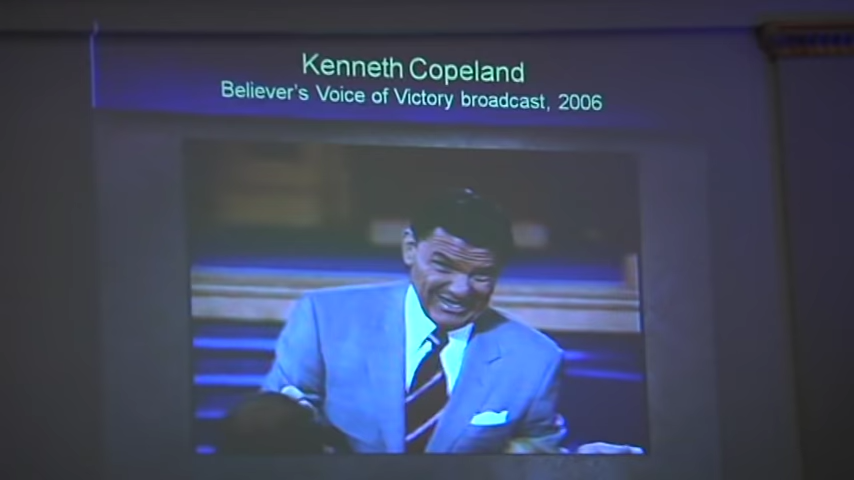 Kenneth Copeland
Believer's Voice of Victory broadcast, 2006